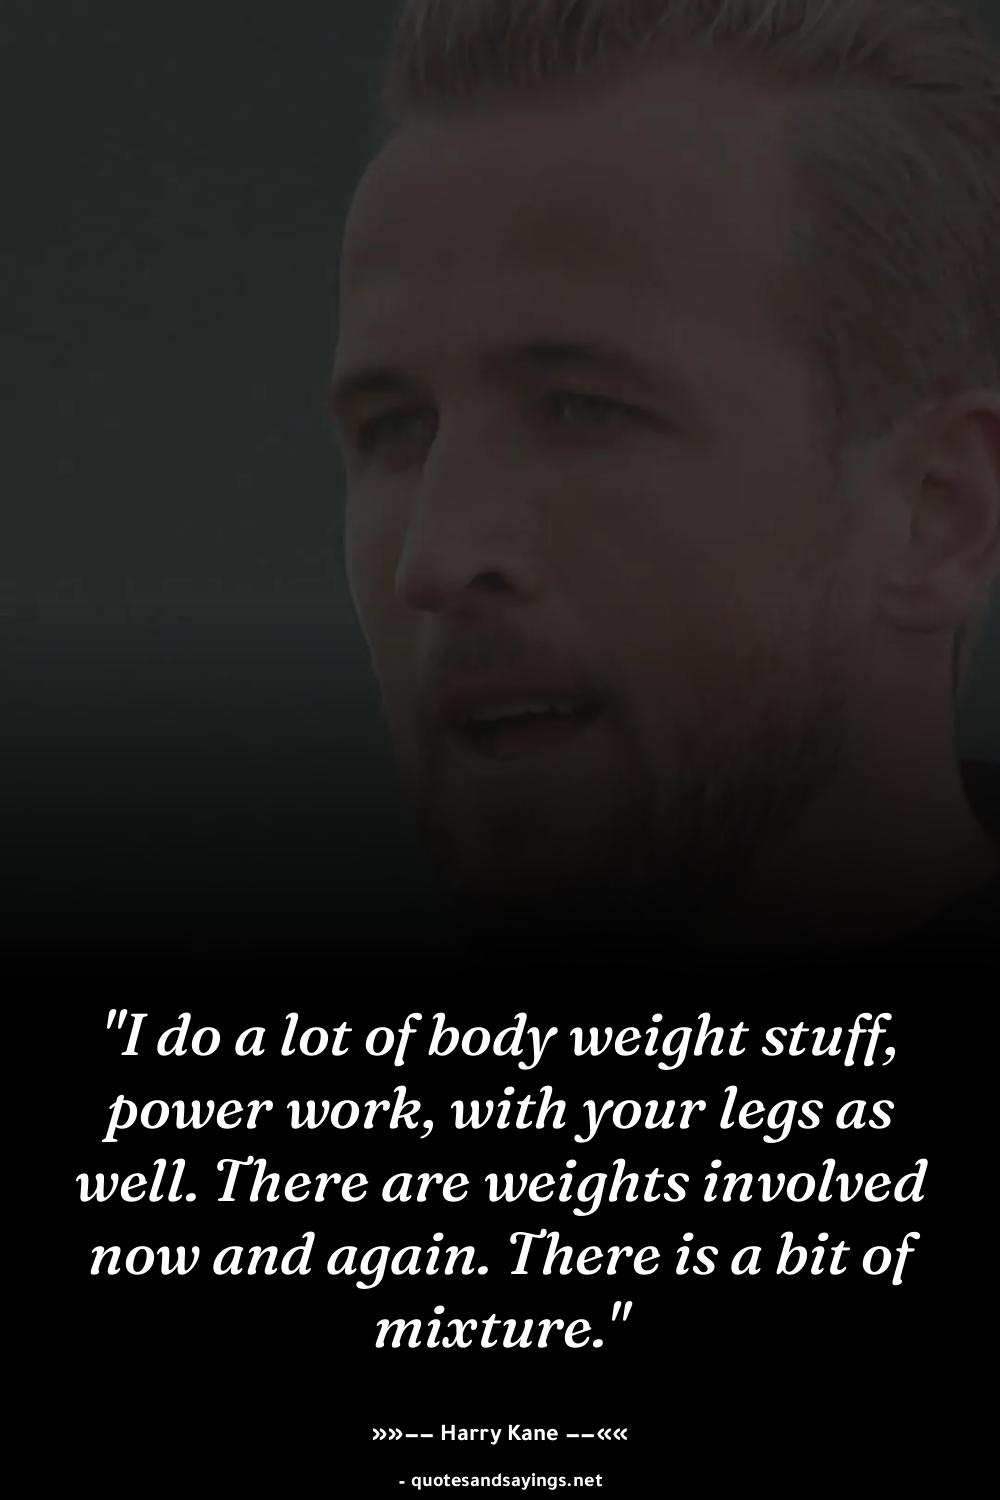 "I do a lot of body weight stuff,
power work, with your legs as
well. There are weights involved
now and again. There is a bit of
mixture."
»»−− Harry Kane −−««
- quotesandsayings.net